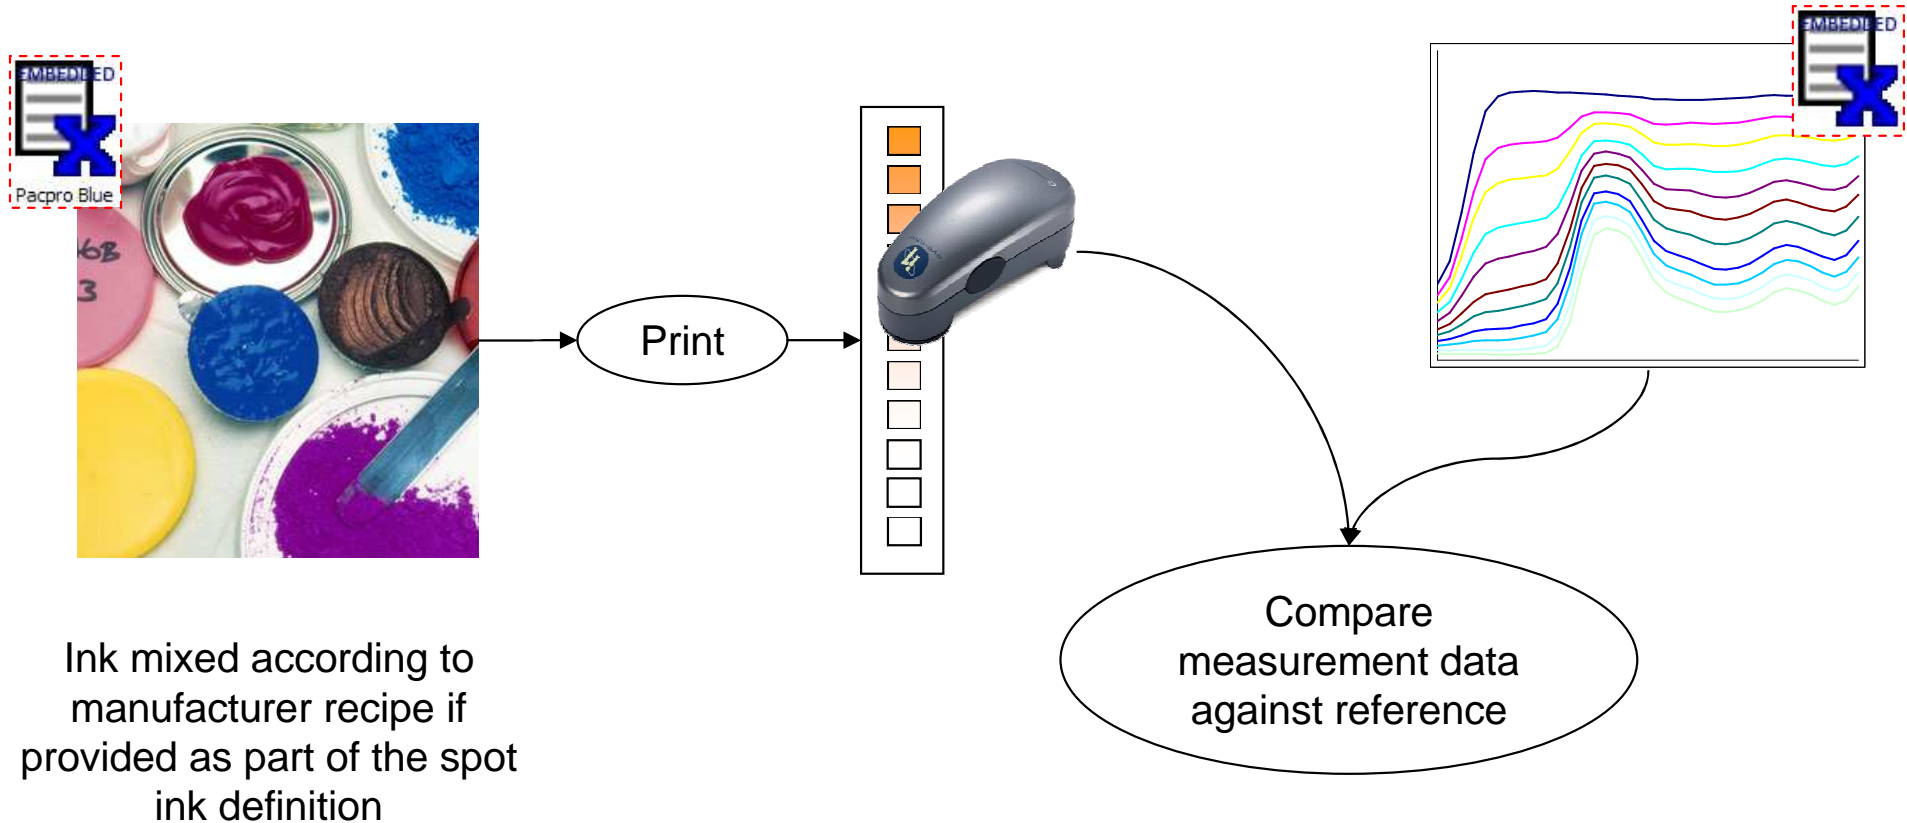 EMBEDDED
Pacpro Blue
EMBEDDED
3
Print
Compare
measurement data
against reference
Ink mixed according to
manufacturer recipe if
provided as part of the spot
ink definition